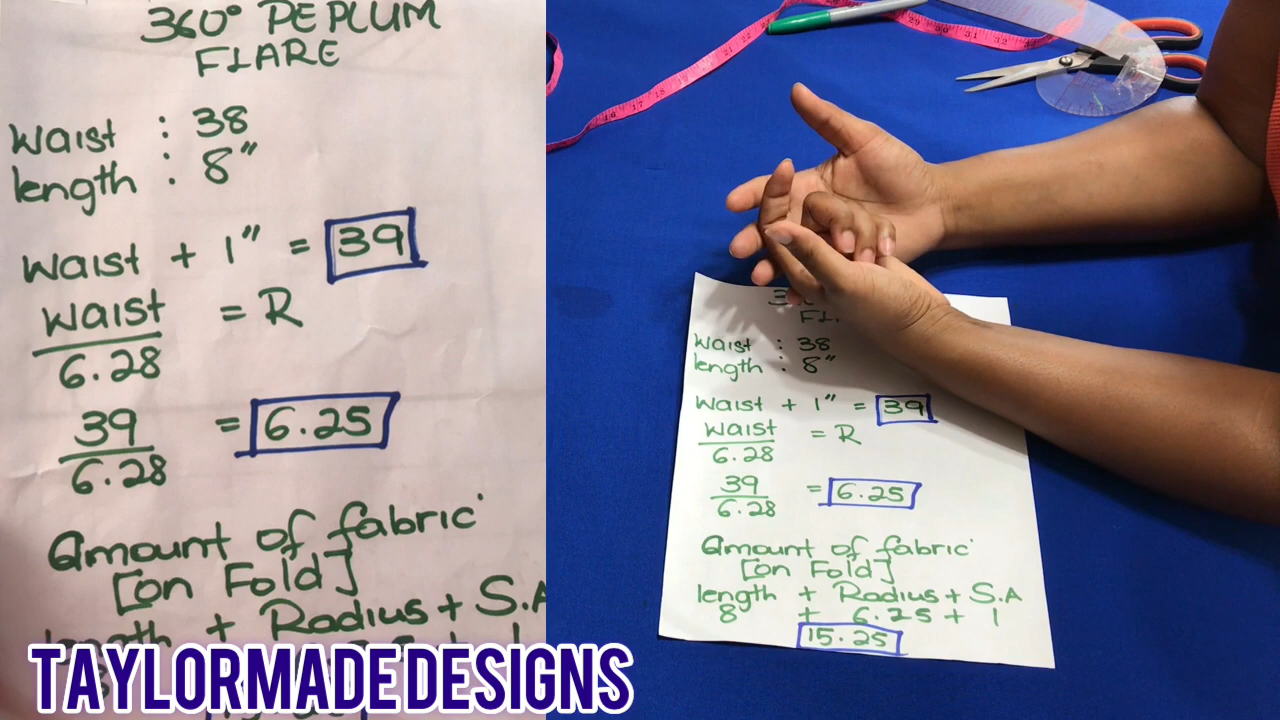 360° PEPLUM
FLARE
Waist : 38
length : 8"
Waist + 1" = 39
Waist = R
6.28
39 = 6.25
6.28
Amount of fabric
[on Fold]
length + Radius + S.A
TAYLORMADE DESIGNS
Waist : 38
length : 8"
Waist + 1" = 39
Waist = R
6.28
39 = 6.25
6.28
Amount of fabric
[on Fold]
length + Radius + S.A
8 + 6.25 + 1
15.25